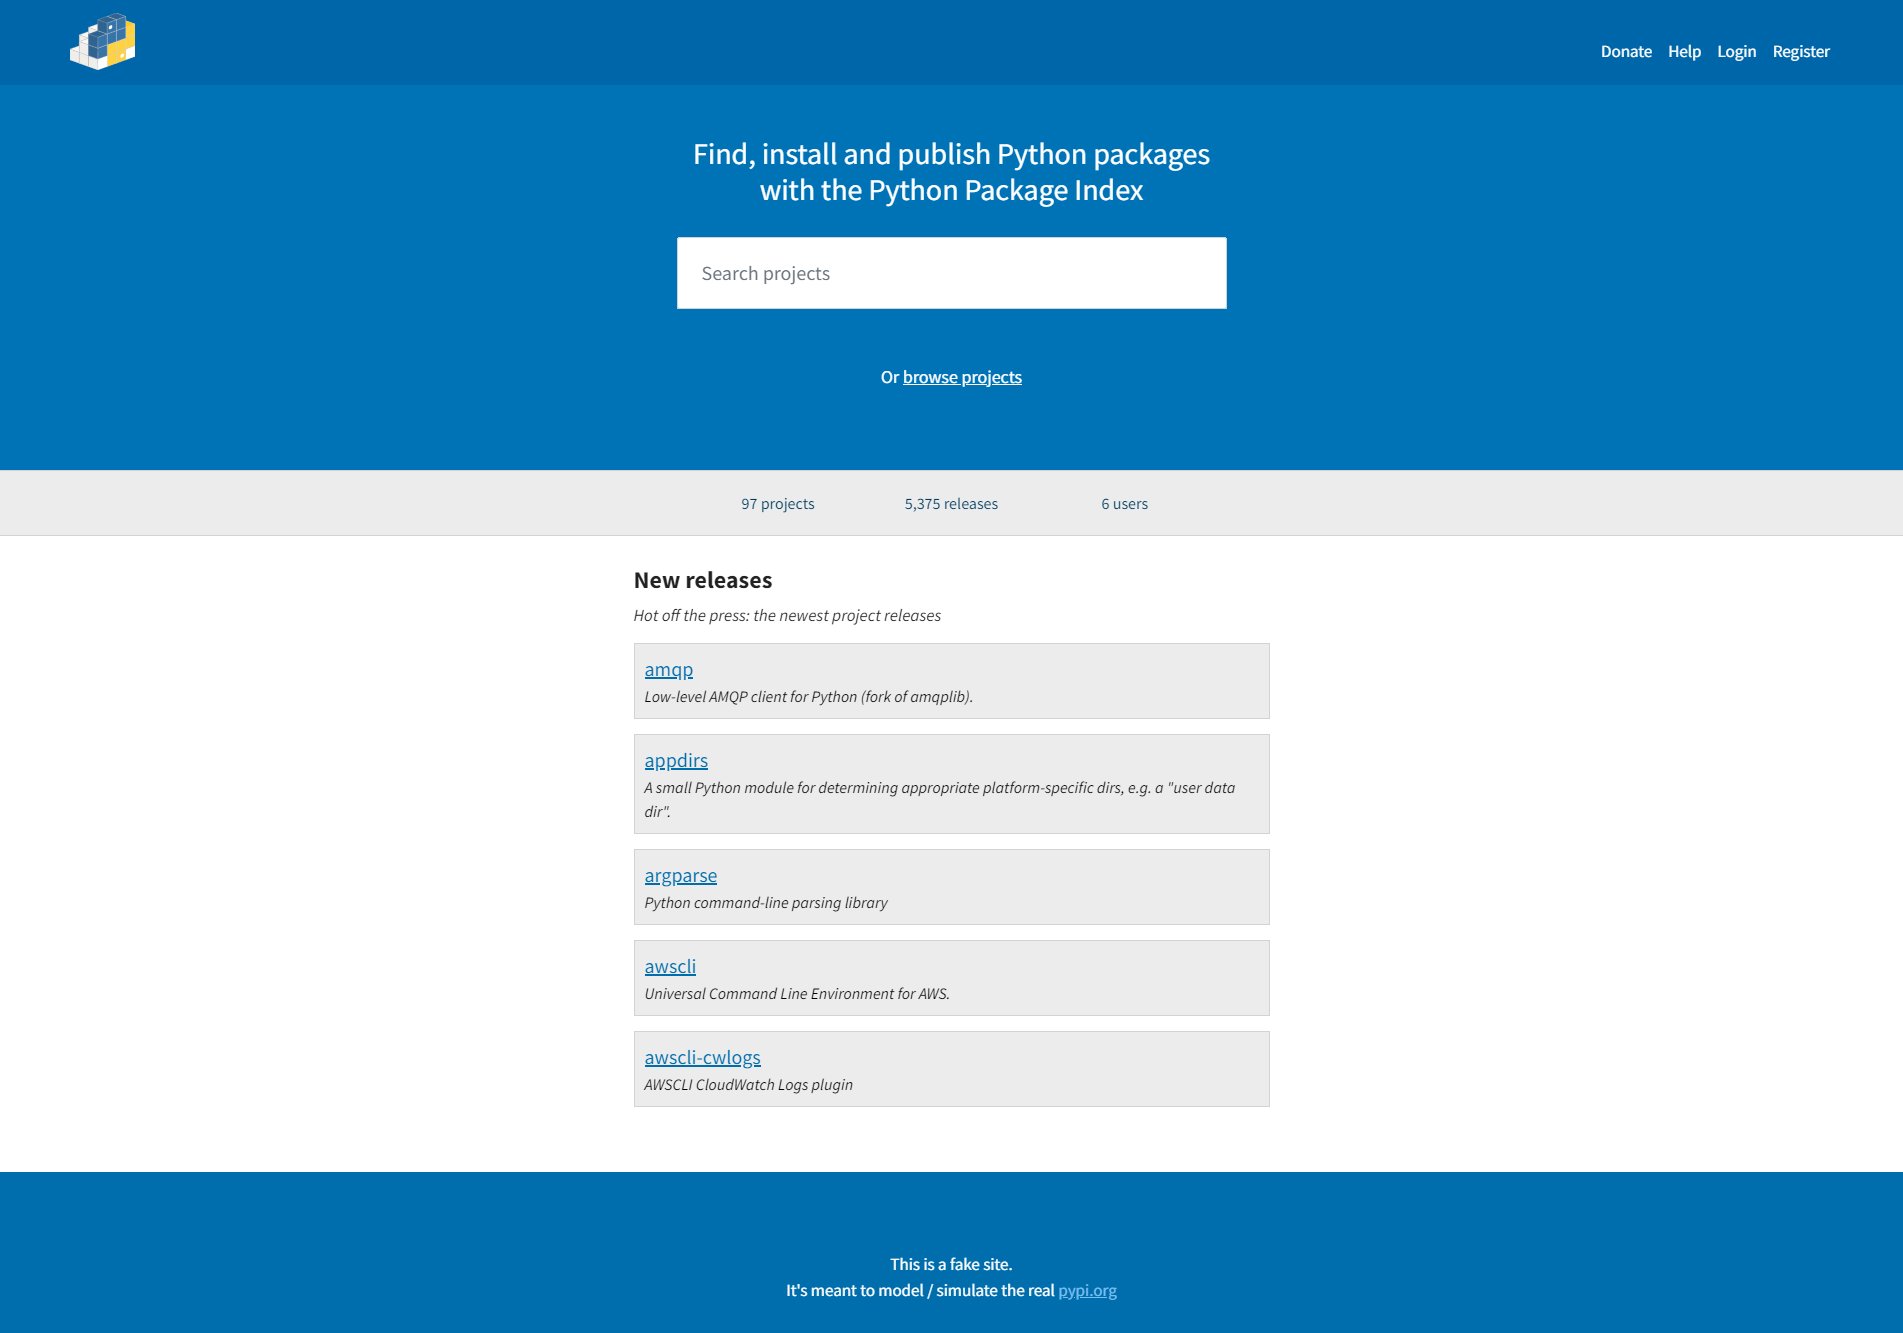 Donate Help Login Register
Find, install and publish Python packages
with the Python Package Index
Search projects
Or browse projects
97 projects 5,375 releases 6 users
New releases
Hot off the press: the newest project releases
amqp
Low-level AMQP client for Python (fork of amqplib).
appdirs
A small Python module for determining appropriate platform-specific dirs, e.g. a "user data
dir".
argparse
Python command-line parsing library
awscli
Universal Command Line Environment for AWS.
awscli-cwlogs
AWSCLI CloudWatch Logs plugin
This is a fake site.
It's meant to model / simulate the real pypi.org